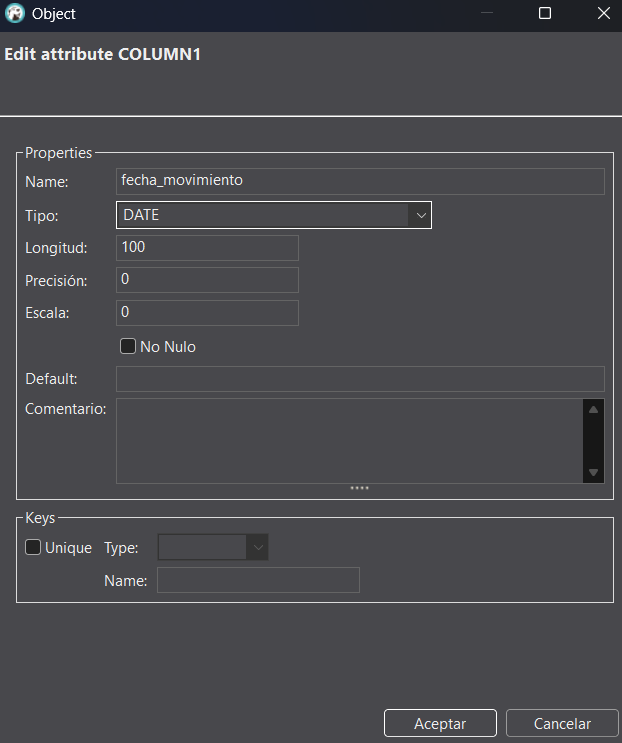 Object
Edit attribute COLUMN1
Properties
Name: fecha_movimiento
Tipo: DATE
Longitud: 100
Precisión: 0
Escala: 0
No Nulo
Default:
Comentario:
Keys
Unique Type:
Name:
Aceptar Cancelar